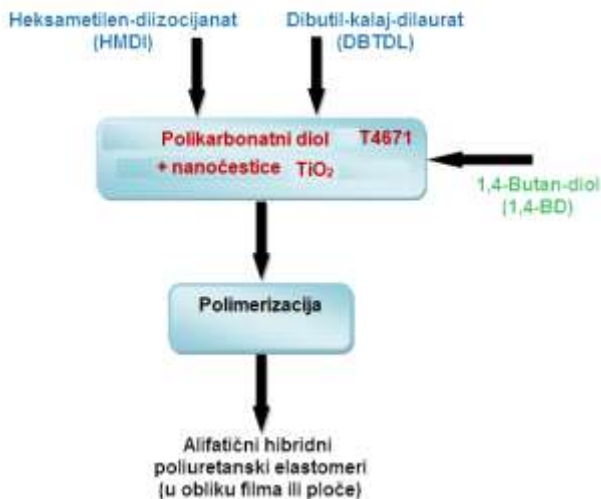 Heksametilen-diizocijanat
(HMDI)
Dibutil-kalaj-dilaurat
(DBTDL)
Polikarbonatni diol T4671
+ nanočestice TiO₂
1,4-Butan-diol
(1,4-BD)
Polimerizacija
Alifatični hibridni
poliuretanski elastomeri
(u obliku filma ili ploče)